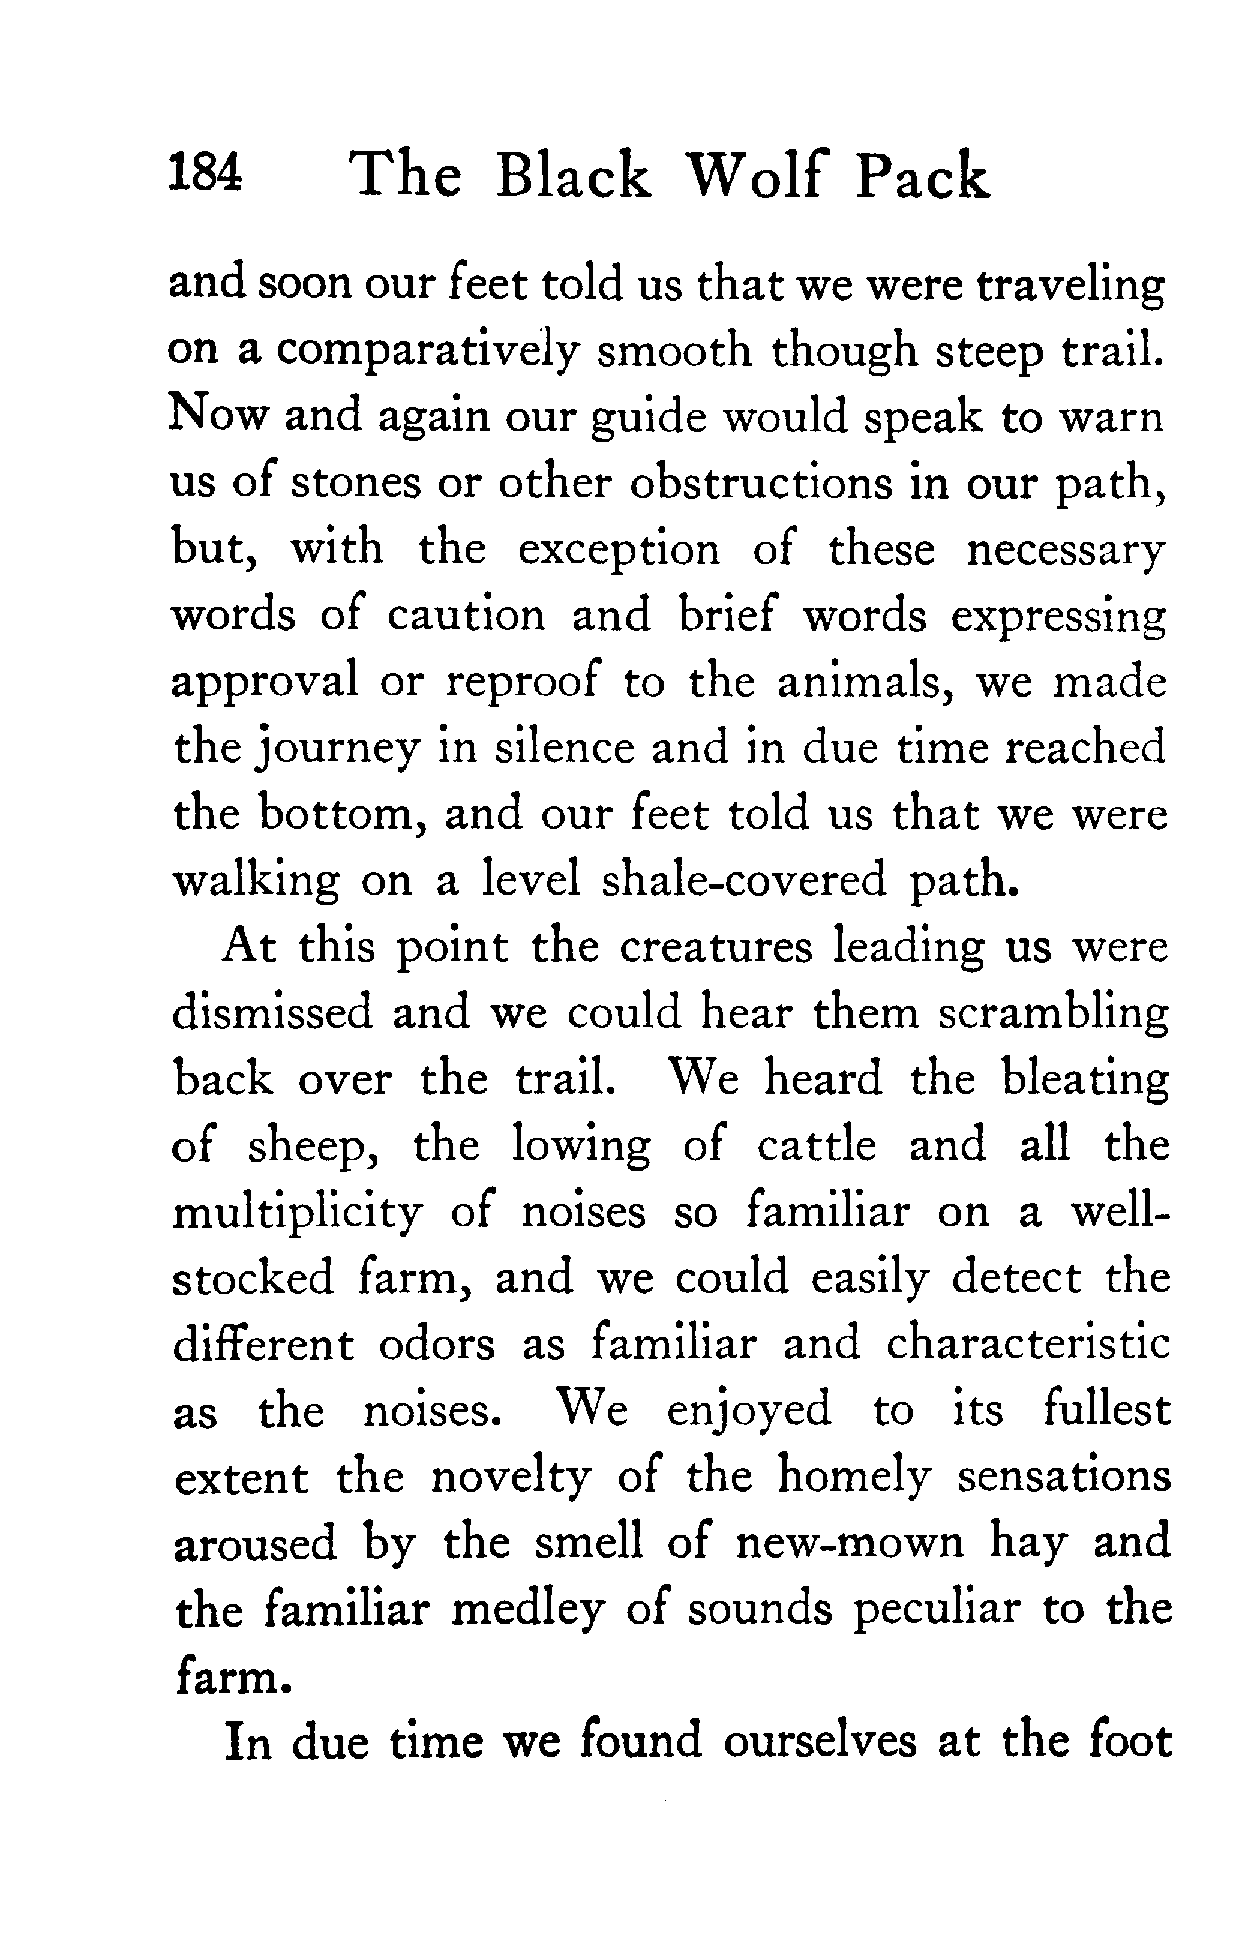 184 The Black Wolf Pack
and soon our feet told us that we were traveling
on a comparatively smooth though steep trail.
Now and again our guide would speak to warn
us of stones or other obstructions in our path,
but, with the exception of these necessary
words of caution and brief words expressing
approval or reproof to the animals, we made
the journey in silence and in due time reached
the bottom, and our feet told us that we were
walking on a level shale-covered path.
At this point the creatures leading us were
dismissed and we could hear them scrambling
back over the trail. We heard the bleating
of sheep, the lowing of cattle and all the
multiplicity of noises so familiar on a well-
stocked farm, and we could easily detect the
different odors as familiar and characteristic
as the noises. We enjoyed to its fullest
extent the novelty of the homely sensations
aroused by the smell of new-mown hay and
the familiar medley of sounds peculiar to the
farm.
In due time we found ourselves at the foot